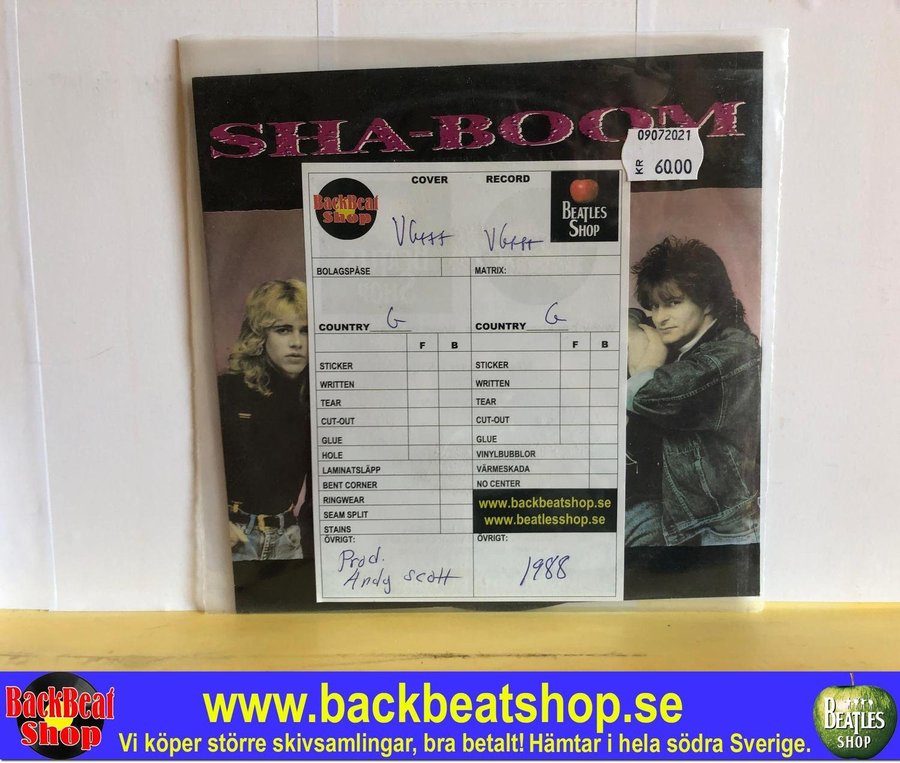 SHA-BOOM
09072021
KR 60.00
COVER RECORD
BackBeat
Shop
BEATLES
SHOP
VG+++ VG+++
BOLAGSPÅSE MATRIX:
COUNTRY G COUNTRY G
F B F B
STICKER STICKER
WRITTEN WRITTEN
TEAR TEAR
CUT-OUT CUT-OUT
GLUE GLUE
HOLE VINYLBUBBLOR
LAMINATSLÄPP VÄRMESKADA
BENT CORNER NO CENTER
RINGWEAR www.backbeatshop.se
SEAM SPLIT www.beatlesshop.se
STAINS
ÖVRIGT: ÖVRIGT:
Prod.
Andy scott 1988
BackBeat
Shop
www.backbeatshop.se
Vi köper större skivsamlingar, bra betalt! Hämtar i hela södra Sverige.
BEATLES
SHOP